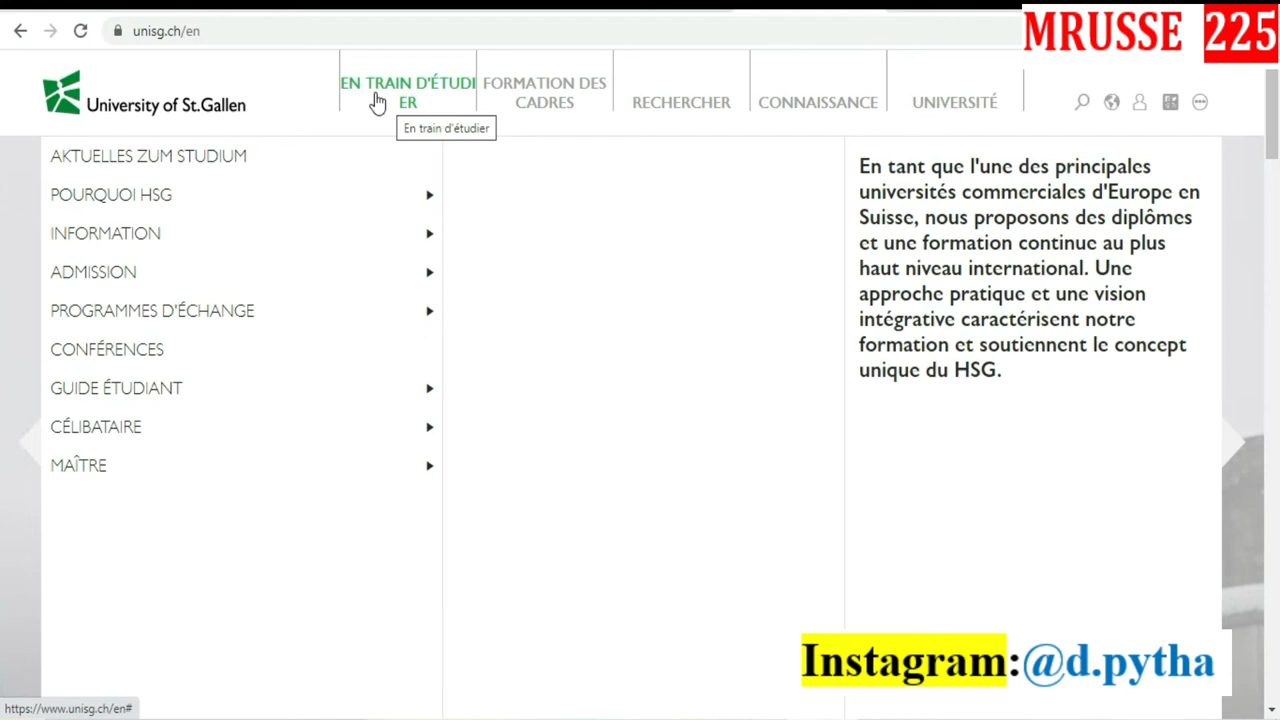 unisg.ch/en
MRUSSE 225
University of St.Gallen
EN TRAIN D'ÉTUDI
ER
FORMATION DES
CADRES
RECHERCHER
CONNAISSANCE
UNIVERSITÉ
En train d'étudier
AKTUELLES ZUM STUDIUM
POURQUOI HSG
INFORMATION
ADMISSION
PROGRAMMES D'ÉCHANGE
CONFÉRENCES
GUIDE ÉTUDIANT
CÉLIBATAIRE
MAÎTRE
En tant que l'une des principales
universités commerciales d'Europe en
Suisse, nous proposons des diplômes
et une formation continue au plus
haut niveau international. Une
approche pratique et une vision
intégrative caractérisent notre
formation et soutiennent le concept
unique du HSG.
Instagram:@d.pytha
https://www.unisg.ch/en#